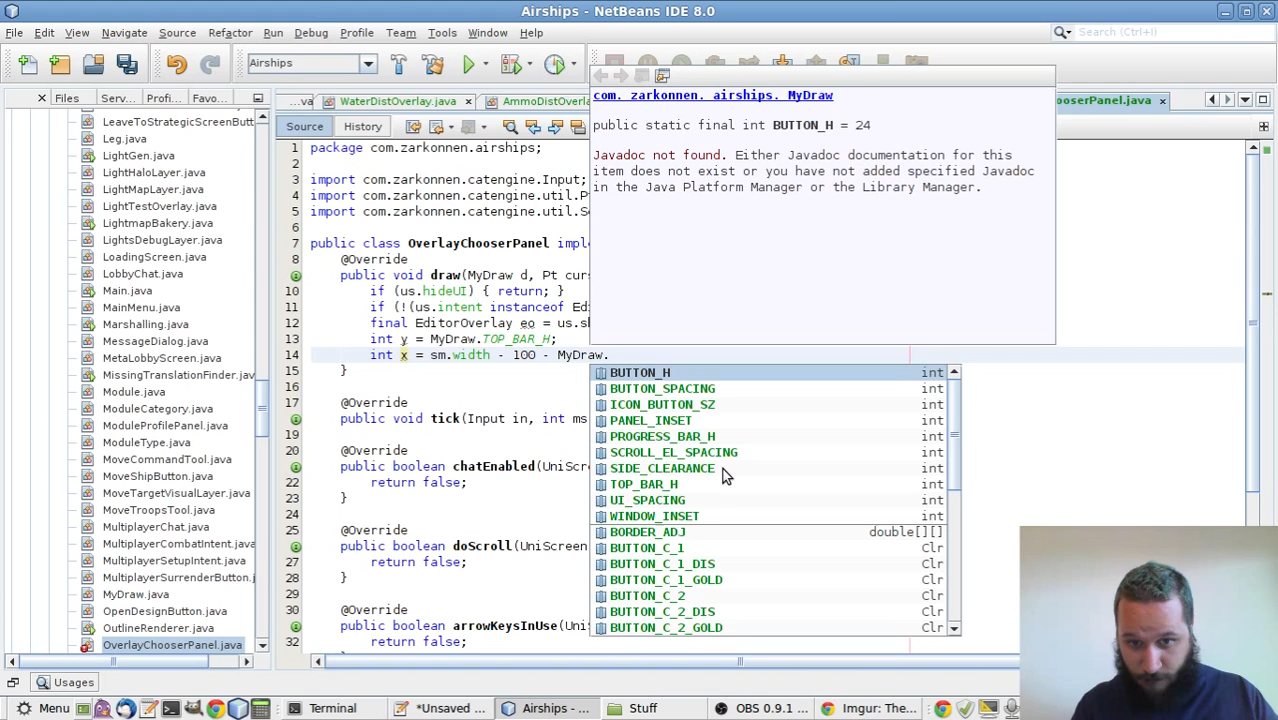 Airships - NetBeans IDE 8.0
File Edit View Navigate Source Refactor Run Debug Profile Team Tools Window Help
Search (Ctrl+I)
Airships
Files Serv... Profi... Favo...
...va WaterDistOverlay.java AmmoDistOverla
oserPanel.java
Source History
LeaveToStrategicScreenButt
Leg.java
LightGen.java
LightHaloLayer.java
LightMapLayer.java
LightTestOverlay.java
LightmapBakery.java
LightsDebugLayer.java
LoadingScreen.java
LobbyChat.java
Main.java
MainMenu.java
Marshalling.java
MessageDialog.java
MetaLobbyScreen.java
MissingTranslationFinder.java
Module.java
ModuleCategory.java
ModuleProfilePanel.java
ModuleType.java
MoveCommandTool.java
MoveShipButton.java
MoveTargetVisualLayer.java
MoveTroopsTool.java
MultiplayerChat.java
MultiplayerCombatIntent.java
MultiplayerSetupIntent.java
MultiplayerSurrenderButton.
MyDraw.java
OpenDesignButton.java
OutlineRenderer.java
OverlayChooserPanel.java
1 package com.zarkonnen.airships;
2
3 import com.zarkonnen.catengine.Input;
4 import com.zarkonnen.catengine.util.P
5 import com.zarkonnen.catengine.util.S
6
7 public class OverlayChooserPanel imple
8 @Override
public void draw(MyDraw d, Pt curs
10 if (us.hideUI) { return; }
11 if (!(us.intent instanceof Edi
12 final EditorOverlay eo = us.sh
13 int y = MyDraw.TOP_BAR_H;
14 int x = sm.width - 100 - MyDraw.
15 }
16
17 @Override
public void tick(Input in, int ms
19
20 @Override
public boolean chatEnabled(UniScre
22 return false;
23 }
24
25 @Override
public boolean doScroll(UniScreen
27 return false;
28 }
29
30 @Override
public boolean arrowKeysInUse(Unis
32 return false;
com. zarkonnen. airships. MyDraw
public static final int BUTTON_H = 24
Javadoc not found. Either Javadoc documentation for this
item does not exist or you have not added specified Javadoc
in the Java Platform Manager or the Library Manager.
BUTTON_H int
BUTTON_SPACING int
ICON_BUTTON_SZ int
PANEL_INSET int
PROGRESS_BAR_H int
SCROLL_EL_SPACING int
SIDE_CLEARANCE int
TOP_BAR_H int
UI_SPACING int
WINDOW_INSET int
BORDER_ADJ double[][]
BUTTON_C_1 Clr
BUTTON_C_1_DIS Clr
BUTTON_C_1_GOLD Clr
BUTTON_C_2 Clr
BUTTON_C_2_DIS Clr
BUTTON_C_2_GOLD Clr
Usages
Menu Terminal *Unsaved ... Airships - ... Stuff OBS 0.9.1 ... Imgur: The...